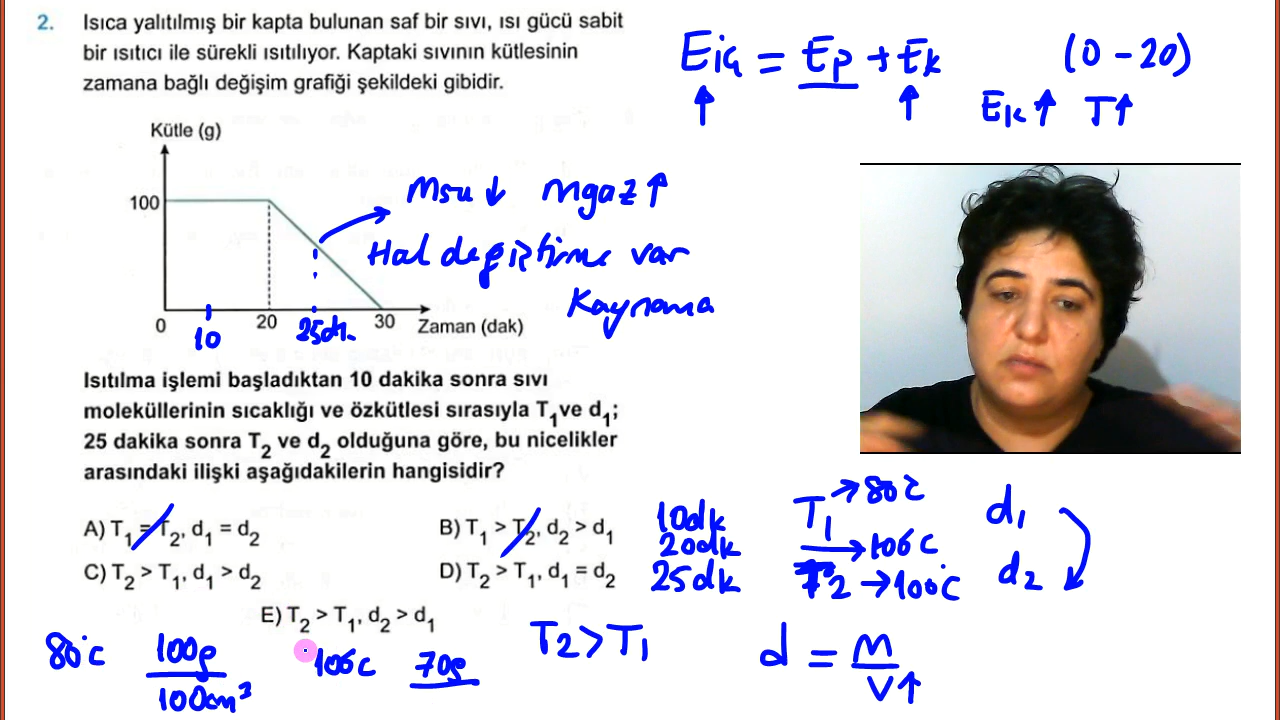 2. Isıca yalıtılmış bir kapta bulunan saf bir sıvı, ısı gücü sabit
bir ısıtıcı ile sürekli ısıtılıyor. Kaptaki sıvının kütlesinin
zamana bağlı değişim grafiği şekildeki gibidir.
Eiç = Ep + Ek (0 - 20)
↑ ↑ Ek↑ T↑
Kütle (g)
100
0 10 20 25dk. 30 Zaman (dak)
Msu ↓ Mgaz ↑
Hal değiştirme var
Kaynama
Isıtılma işlemi başladıktan 10 dakika sonra sıvı
moleküllerinin sıcaklığı ve özkütlesi sırasıyla T₁ ve d₁;
25 dakika sonra T₂ ve d₂ olduğuna göre, bu nicelikler
arasındaki ilişki aşağıdakilerin hangisidir?
A) T₁ = T₂, d₁ = d₂
B) T₁ > T₂, d₂ > d₁
C) T₂ > T₁, d₁ > d₂
D) T₂ > T₁, d₁ = d₂
E) T₂ > T₁, d₂ > d₁
10dk T₁ → 80°C d₁
20dk → 100°C
25dk T₂ → 100°C d₂
80°C 100g
100cm³
100°C 70g
T₂ > T₁
d = M
V↑